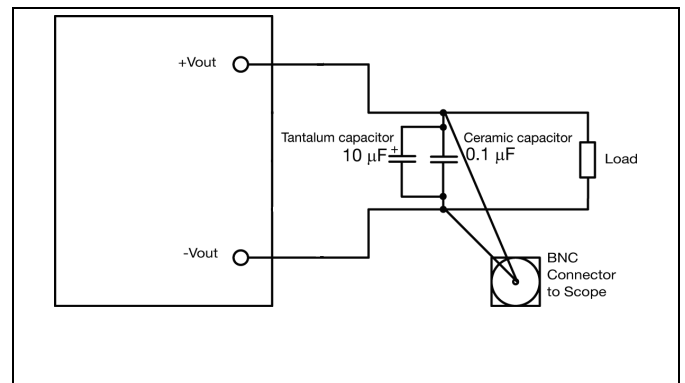 +Vout
Tantalum capacitor
10 µF
+
Ceramic capacitor
0.1 µF
Load
-Vout
BNC
Connector
to Scope